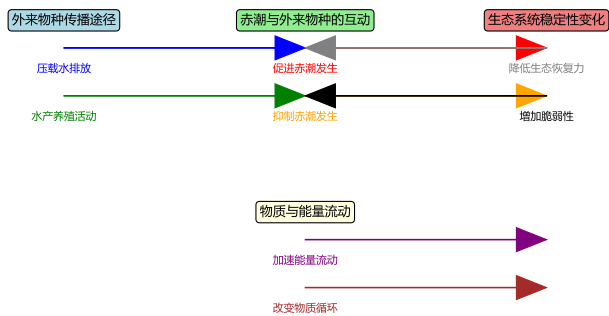 外来物种传播途径
赤潮与外来物种的互动
生态系统稳定性变化
压载水排放
促进赤潮发生
降低生态恢复力
水产养殖活动
抑制赤潮发生
增加脆弱性
物质与能量流动
加速能量流动
改变物质循环